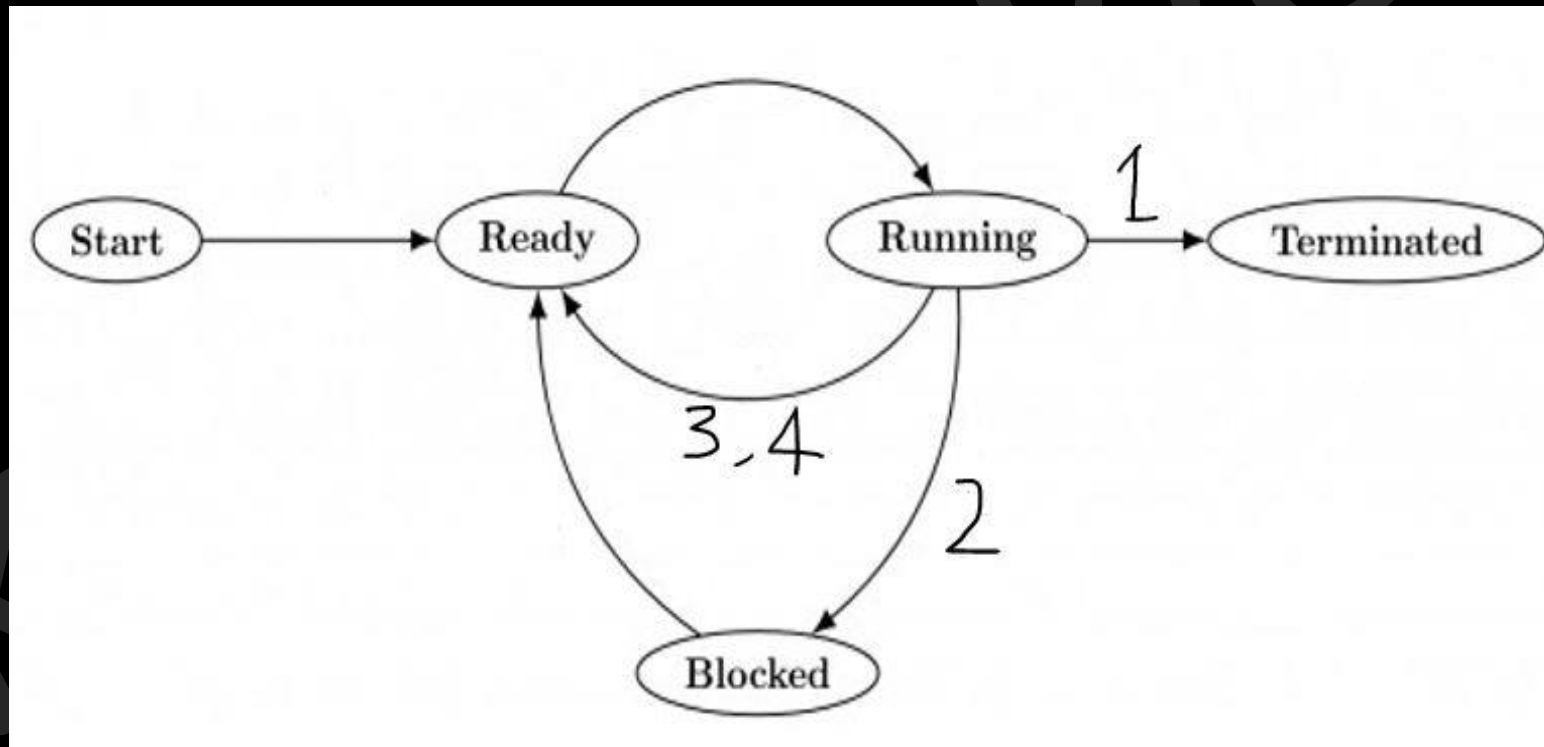 1
Start
Ready
Running
Terminated
3,4
2
Blocked